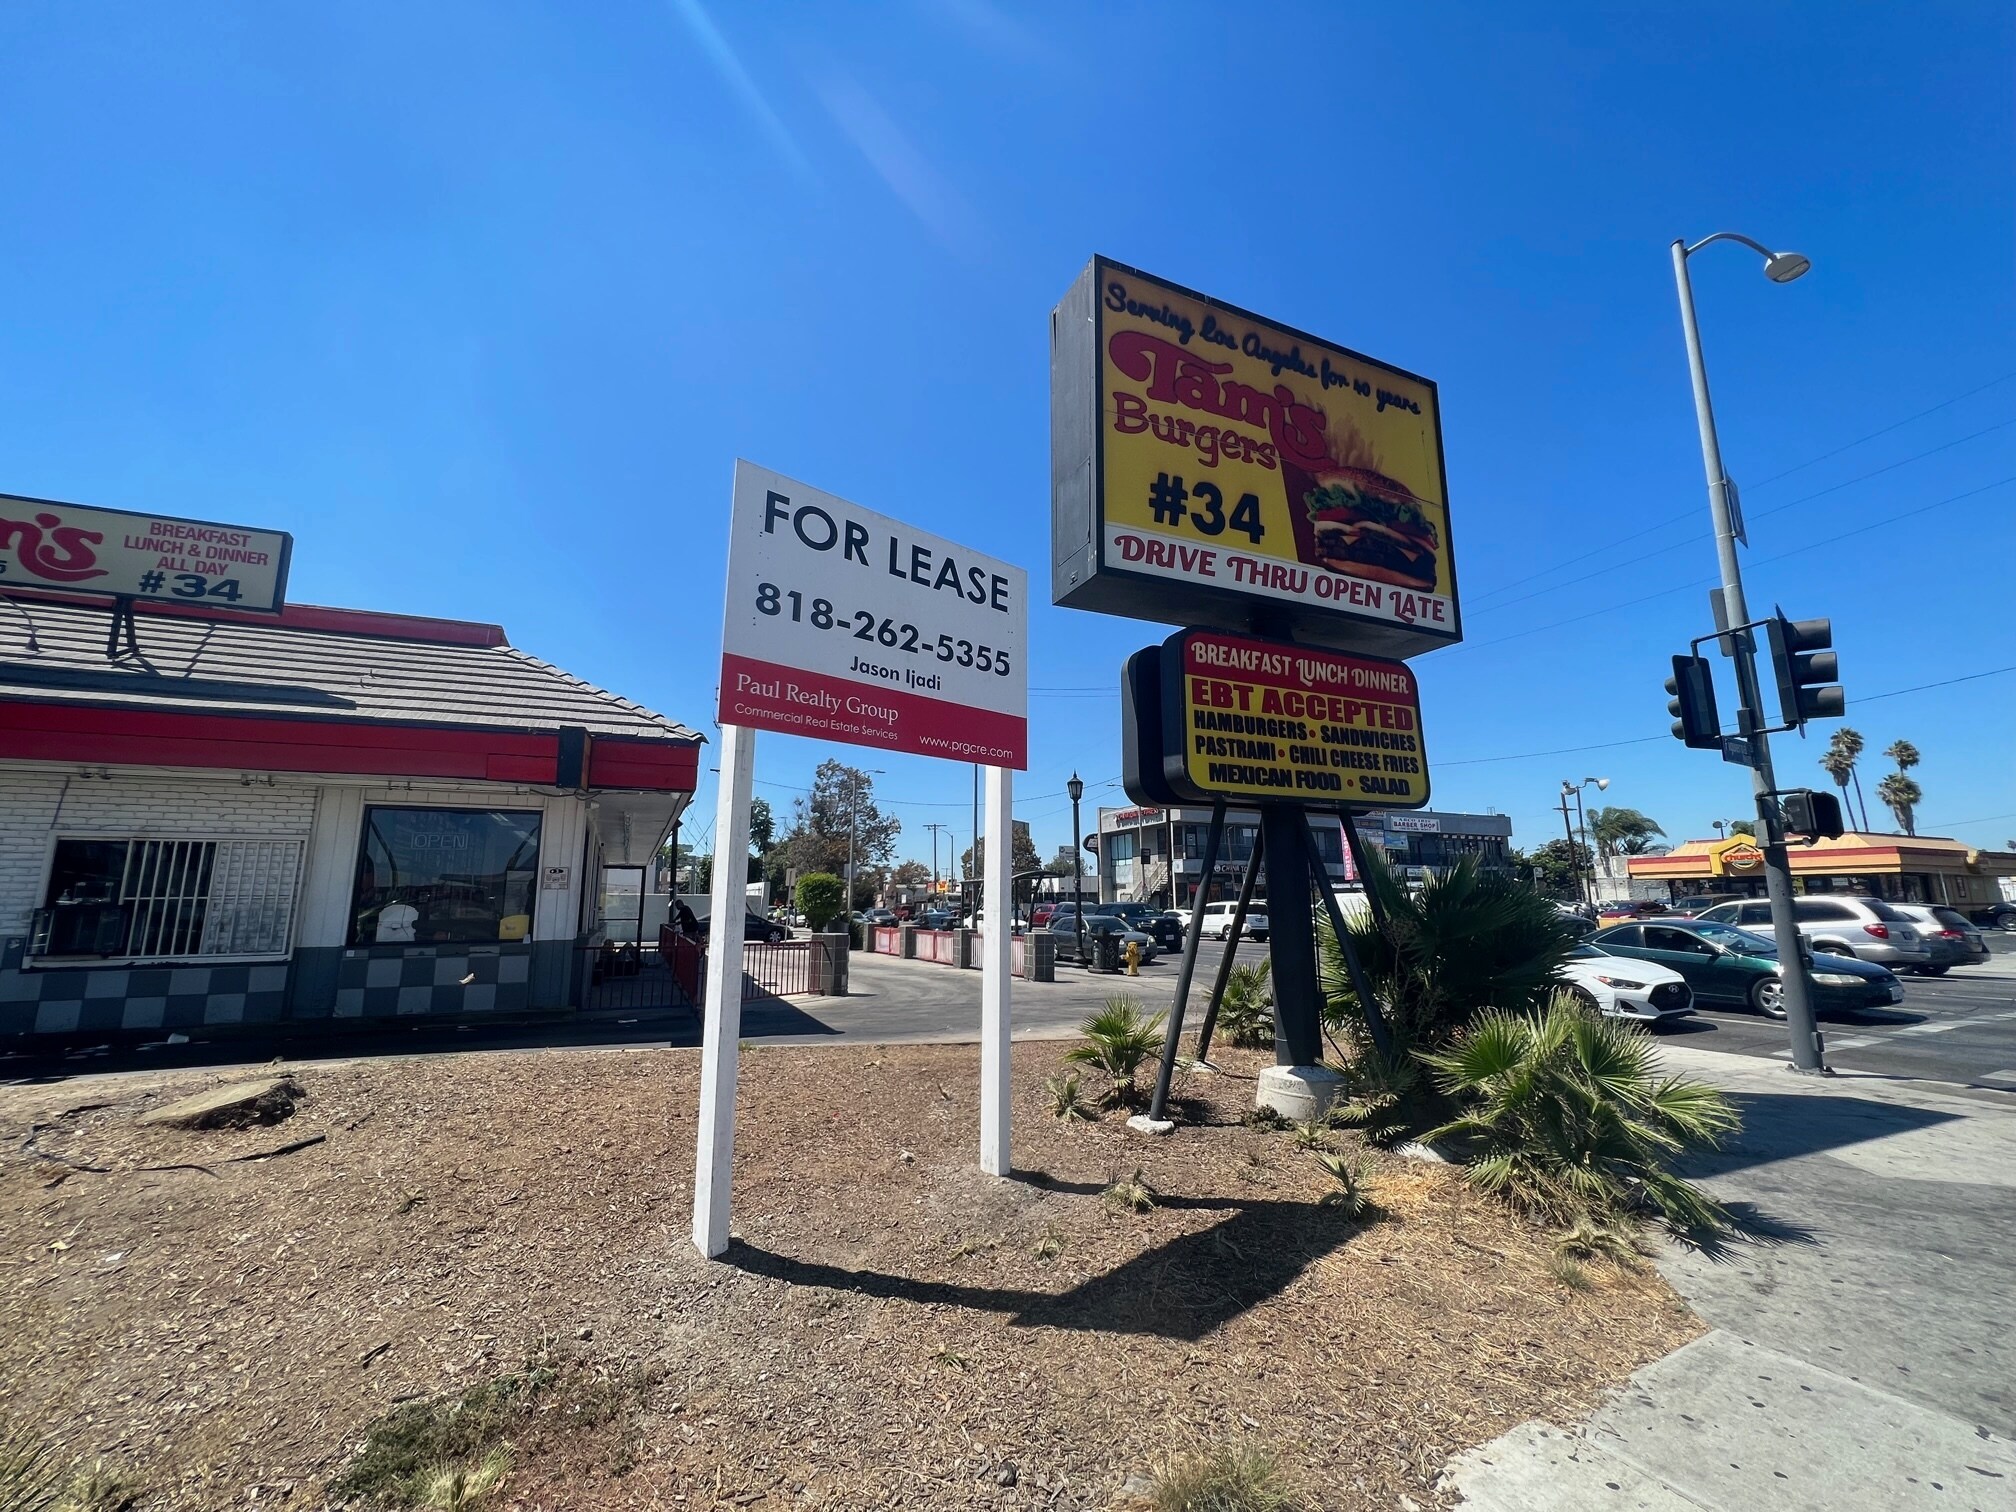 m's
BREAKFAST
LUNCH & DINNER
ALL DAY
#34
OPEN
FOR LEASE
818-262-5355
Jason Ijadi
Paul Realty Group
Commercial Real Estate Services
www.prgcre.com
Serving Los Angeles for 40 years
Tam's
Burgers
#34
DRIVE THRU OPEN LATE
BREAKFAST LUNCH DINNER
EBT ACCEPTED
HAMBURGERS • SANDWICHES
PASTRAMI • CHILI CHEESE FRIES
MEXICAN FOOD • SALAD
BARBER SHOP
Church's